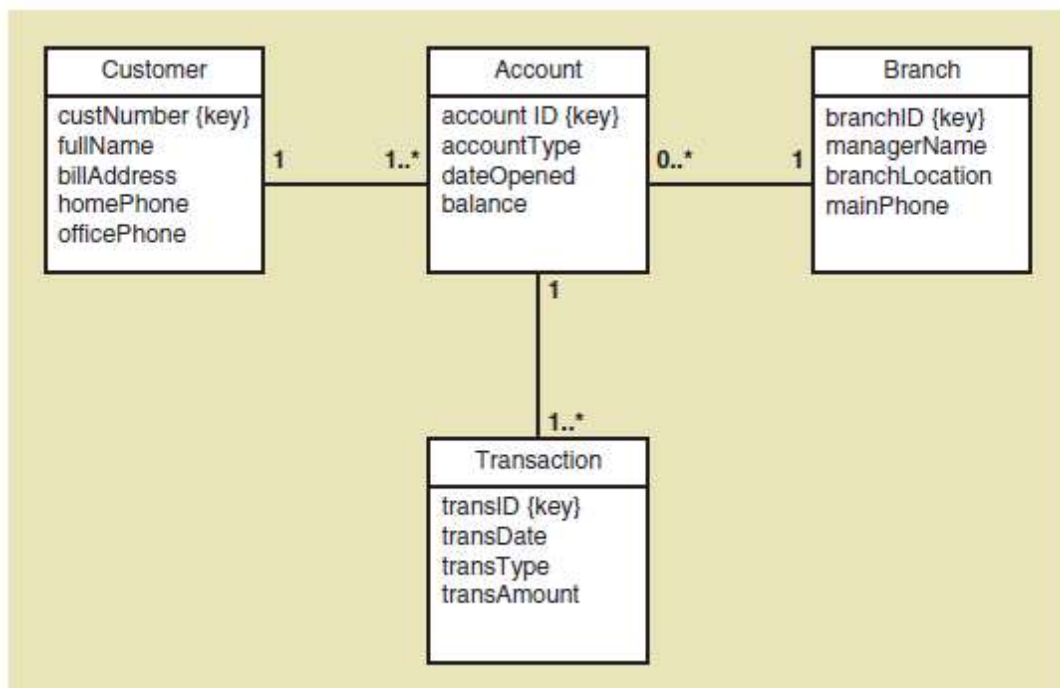 Customer
custNumber {key}
fullName
billAddress
homePhone
officePhone
1
1..*
Account
account ID {key}
accountType
dateOpened
balance
0..*
1
Branch
branchID {key}
managerName
branchLocation
mainPhone
1
1..*
Transaction
transID {key}
transDate
transType
transAmount